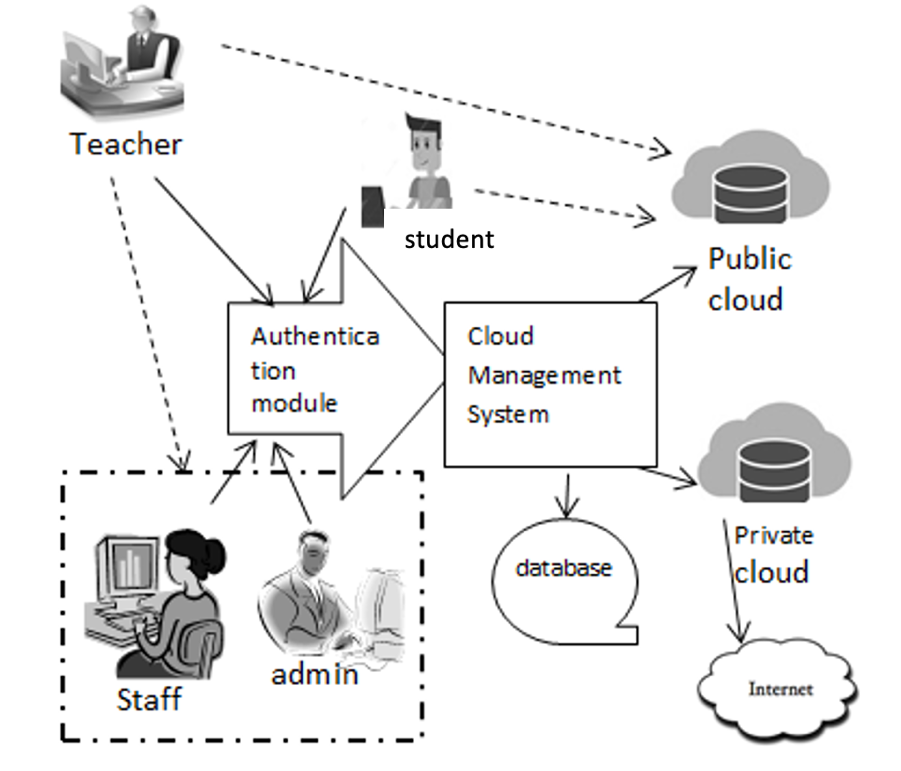 Teacher
student
Public
cloud
Authentica
tion
module
Cloud
Management
System
Private
cloud
database
Staff
admin
Internet